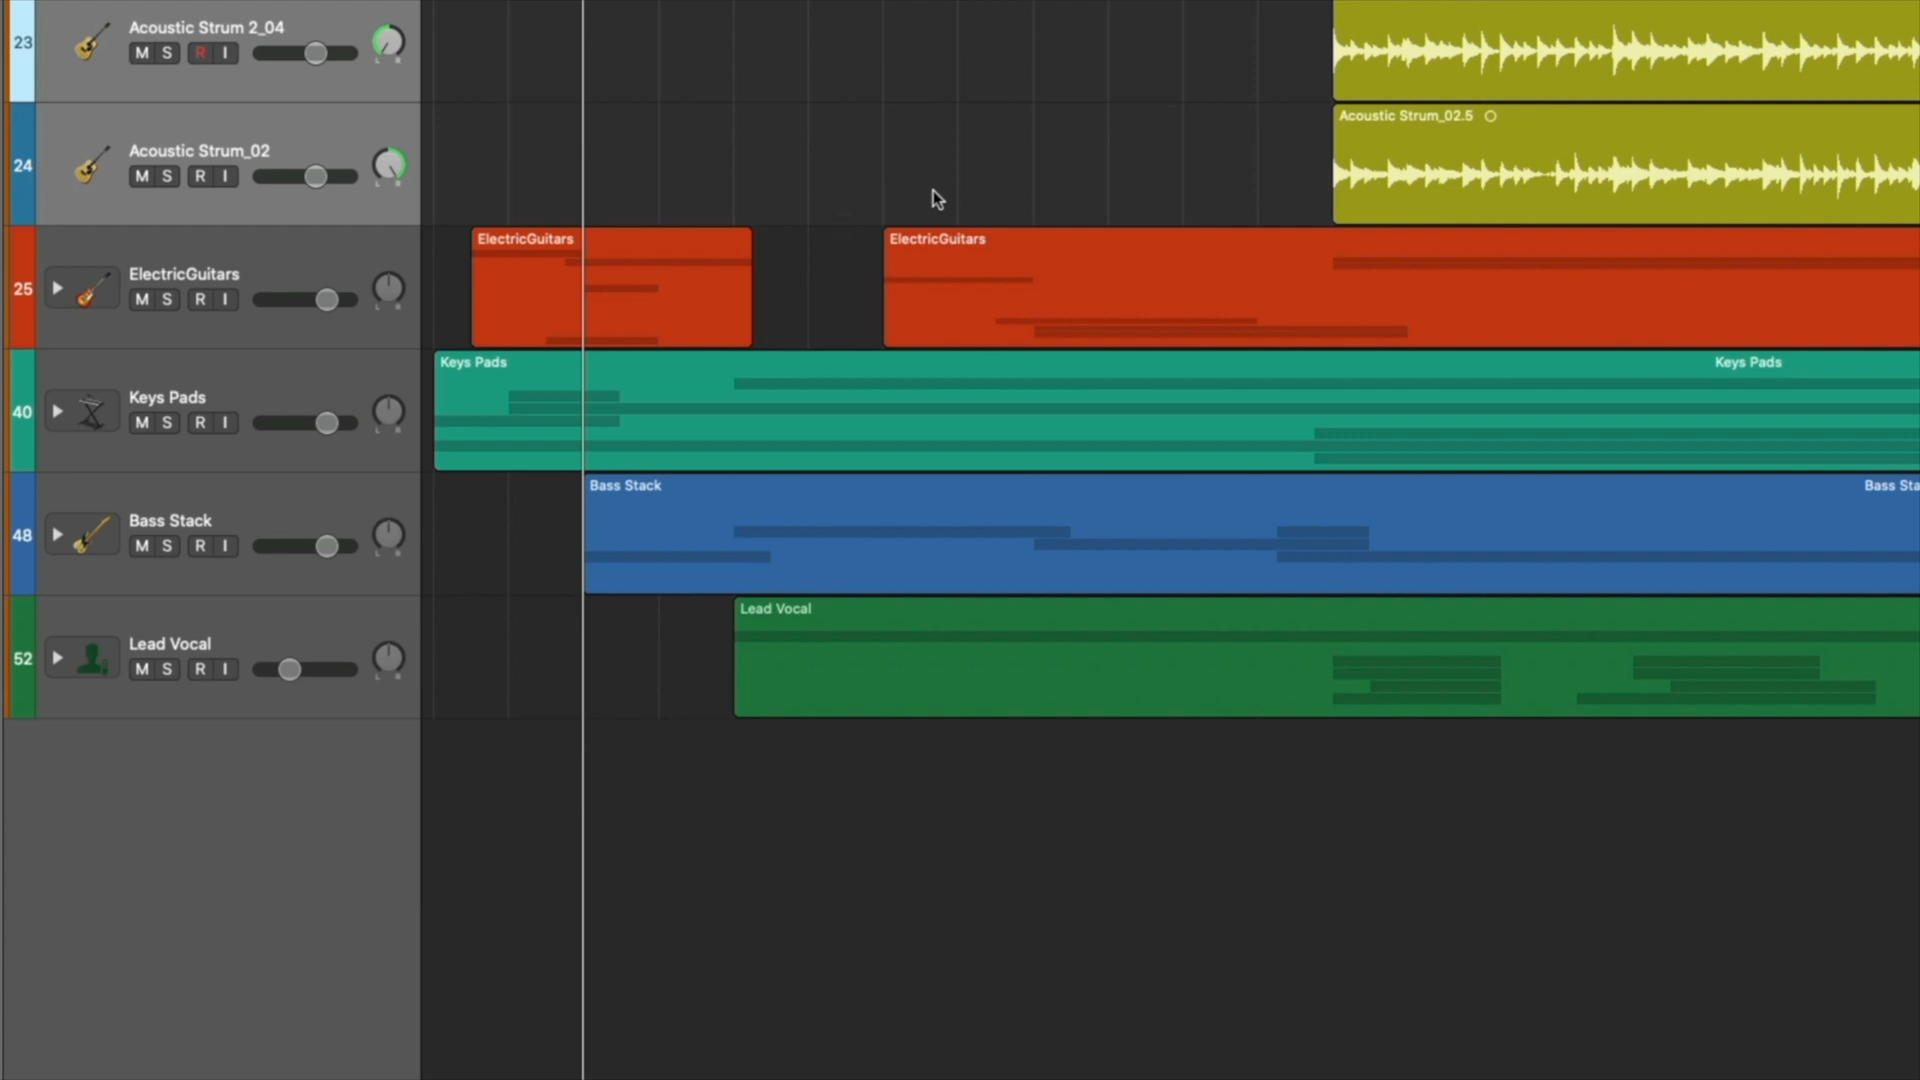 23
Acoustic Strum 2_04
M S R I
L R
24
Acoustic Strum_02
M S R I
L R
Acoustic Strum_02.5
25
ElectricGuitars
M S R I
L R
ElectricGuitars
ElectricGuitars
40
Keys Pads
M S R I
L R
Keys Pads
Keys Pads
48
Bass Stack
M S R I
L R
Bass Stack
Bass Sta
52
Lead Vocal
M S R I
L R
Lead Vocal